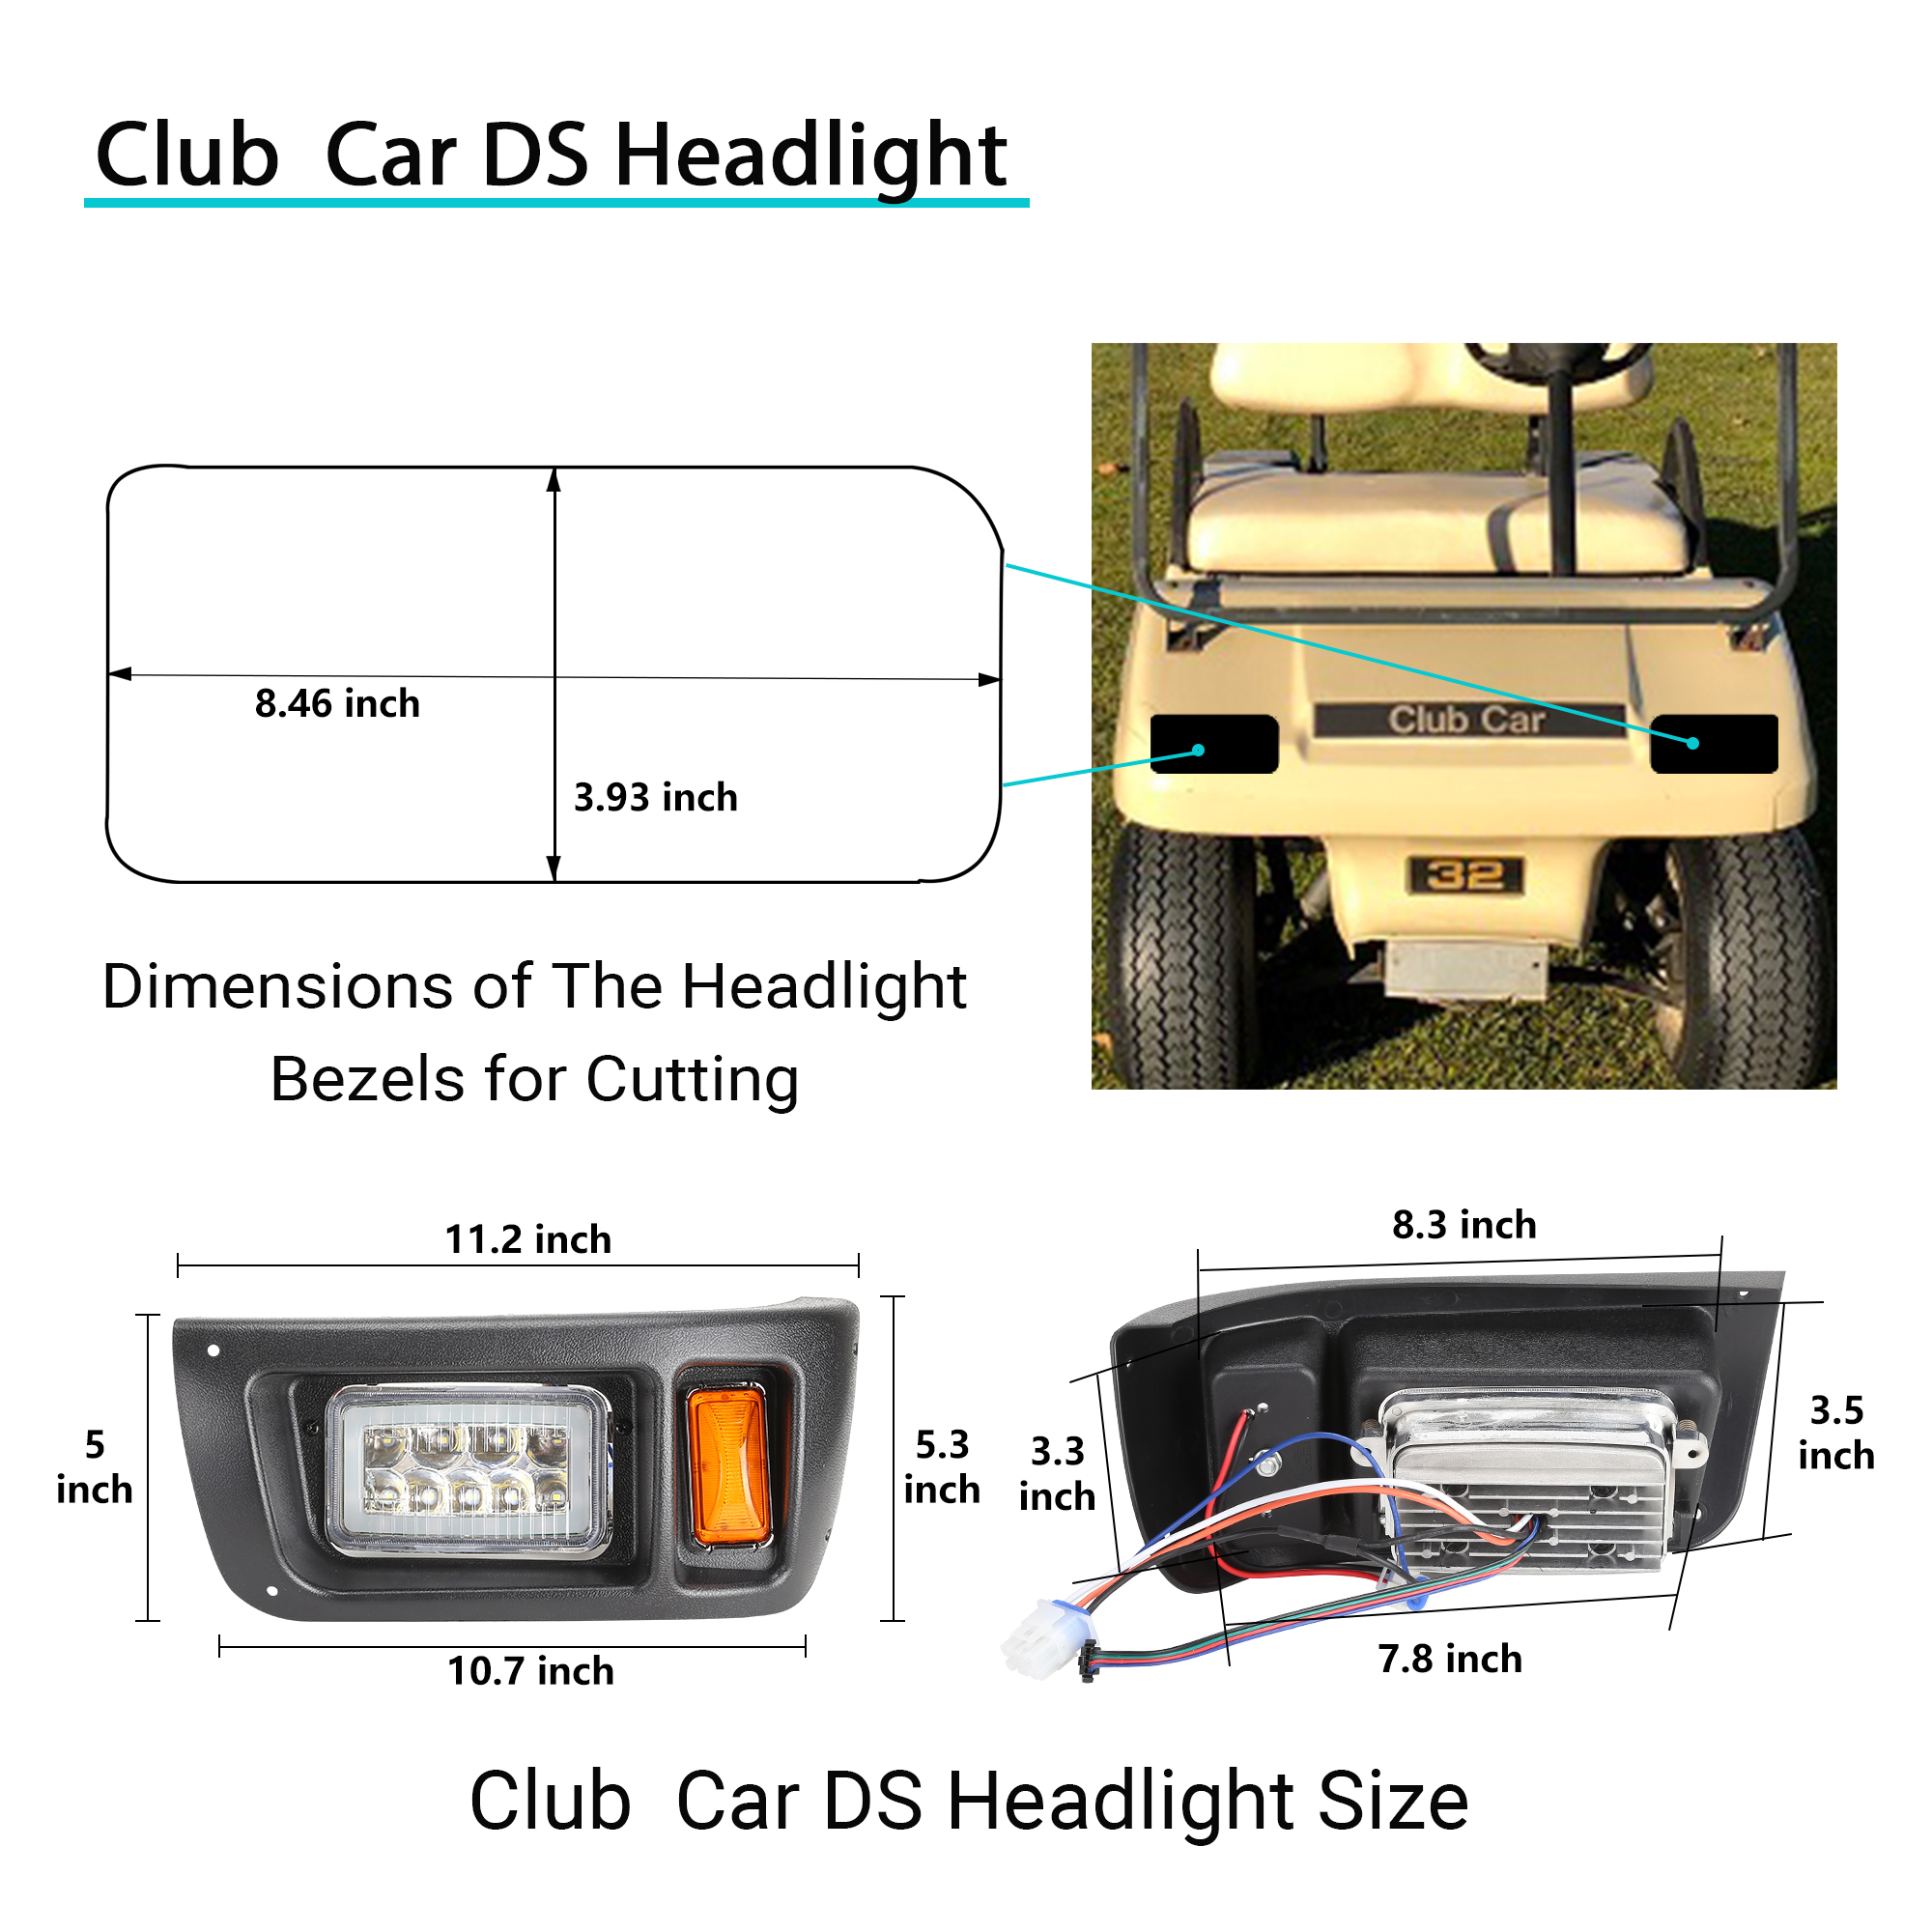 Club Car DS Headlight
8.46 inch
3.93 inch
Club Car
32
Dimensions of The Headlight
Bezels for Cutting
11.2 inch
5
inch
5.3
inch
10.7 inch
8.3 inch
3.3
inch
3.5
inch
7.8 inch
Club Car DS Headlight Size